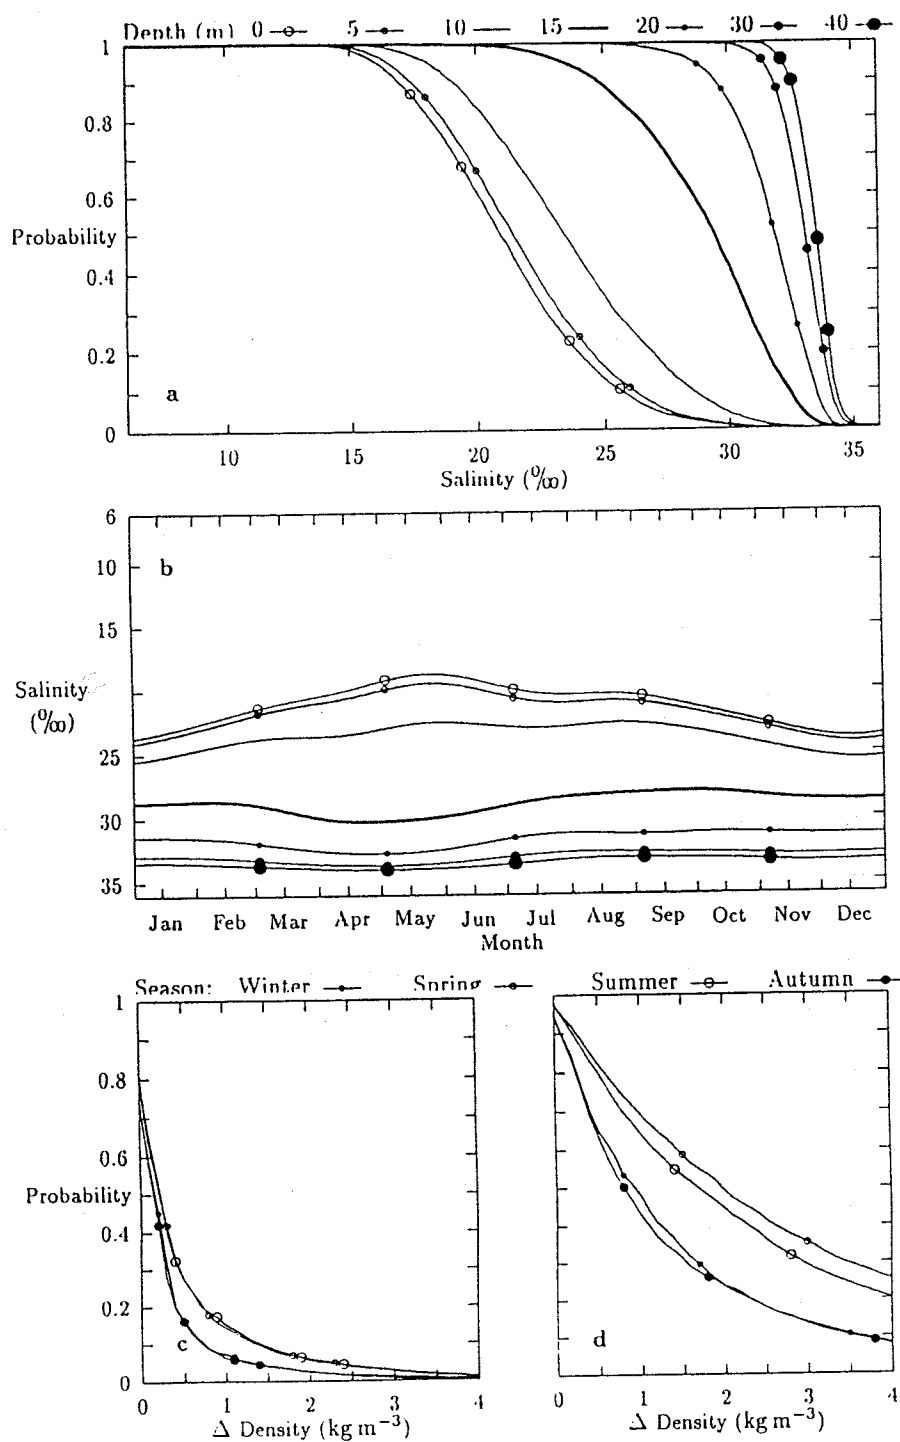 Depth (m) 0 5 10 15 20 30 40
1
0.8
0.6
Probability
0.4
0.2
a
0
10 15 20 25 30 35
Salinity (‰)
6
b
10
15
Salinity
(‰)
25
30
35
Jan Feb Mar Apr May Jun Jul Aug Sep Oct Nov Dec
Month
Season: Winter Spring Summer Autumn
1
0.8
0.6
Probability
0.4
0.2
c d
0
0 1 2 3 4 0 1 2 3 4
Δ Density (kg m⁻³) Δ Density (kg m⁻³)